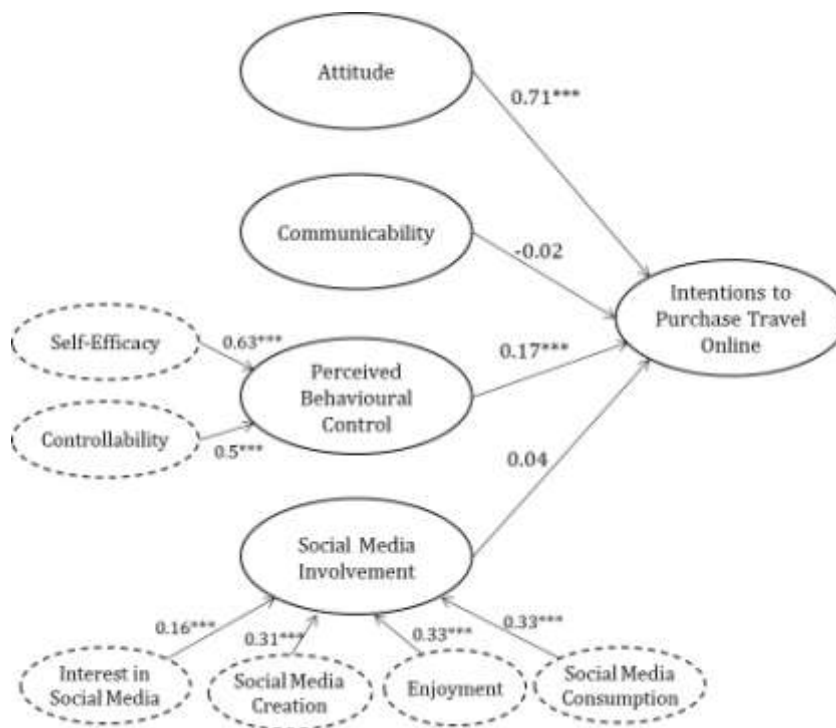 Attitude
0.71***
Communicability
-0.02
Intentions to
Purchase Travel
Online
Self-Efficacy
0.63***
Perceived
Behavioural
Control
0.17***
Controllability
0.5***
0.04
Social Media
Involvement
0.16***
0.31***
0.33***
0.33***
Interest in
Social Media
Social Media
Creation
Enjoyment
Social Media
Consumption